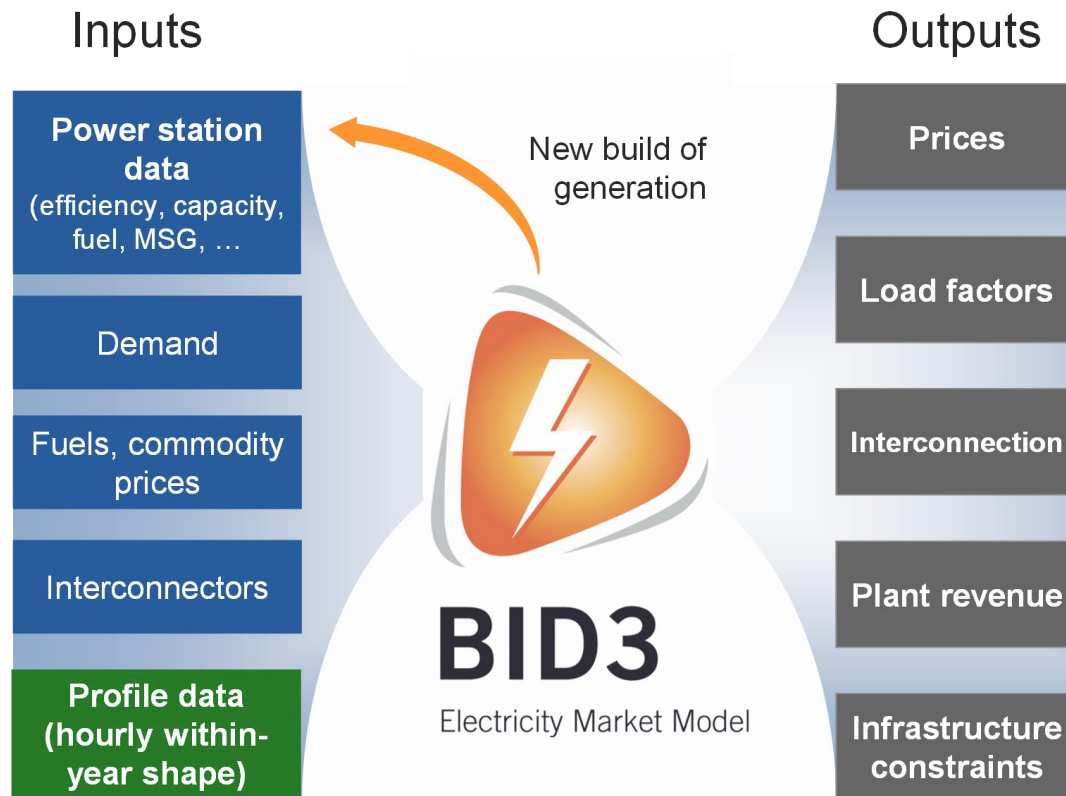 Inputs
Outputs
Power station
data
(efficiency, capacity,
fuel, MSG, …
Demand
Fuels, commodity
prices
Interconnectors
Profile data
(hourly within-
year shape)
New build of
generation
BID3
Electricity Market Model
Prices
Load factors
Interconnection
Plant revenue
Infrastructure
constraints